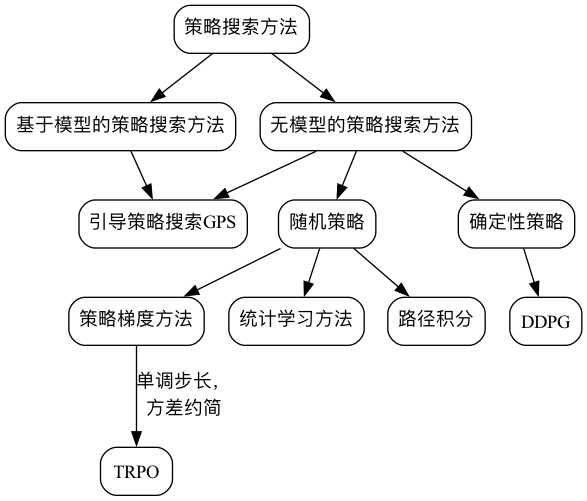 策略搜索方法
基于模型的策略搜索方法
无模型的策略搜索方法
引导策略搜索GPS
随机策略
确定性策略
策略梯度方法
统计学习方法
路径积分
DDPG
单调步长，
方差约简
TRPO